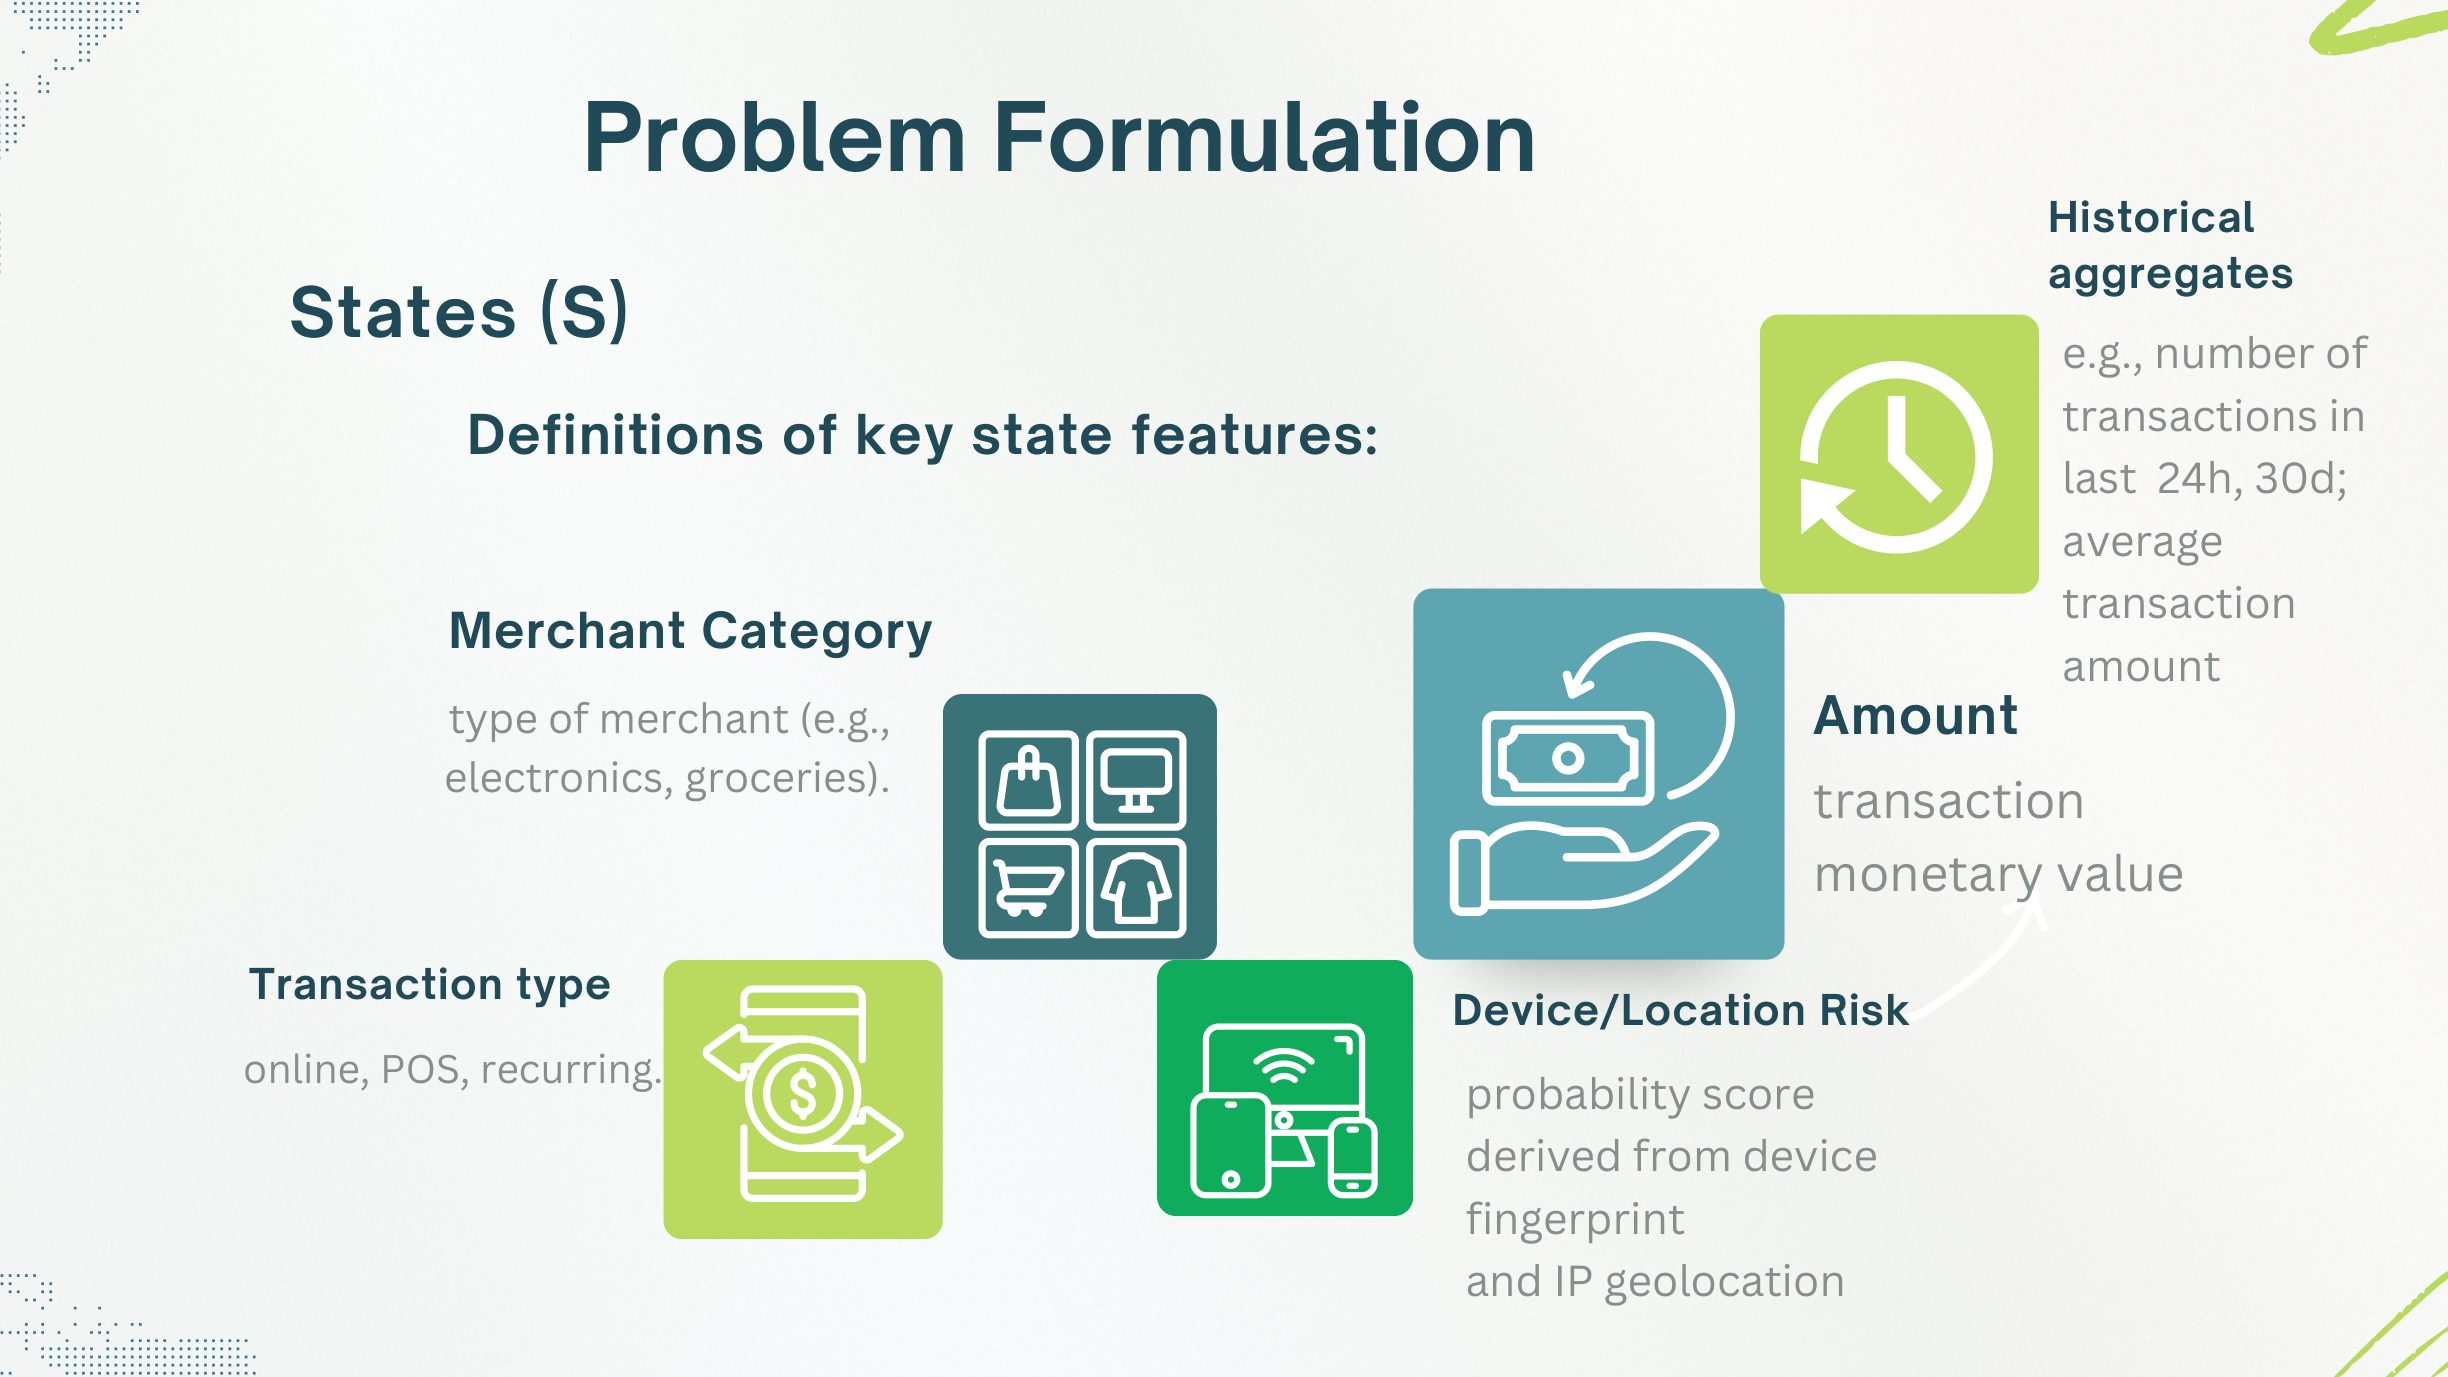 Problem Formulation
States (S)
Definitions of key state features:
Historical
aggregates
e.g., number of
transactions in
last  24h, 30d;
average
transaction
amount
Merchant Category
type of merchant (e.g.,
electronics, groceries).
Amount
transaction
monetary value
Transaction type
online, POS, recurring.
$
Device/Location Risk
probability score
derived from device
fingerprint
and IP geolocation